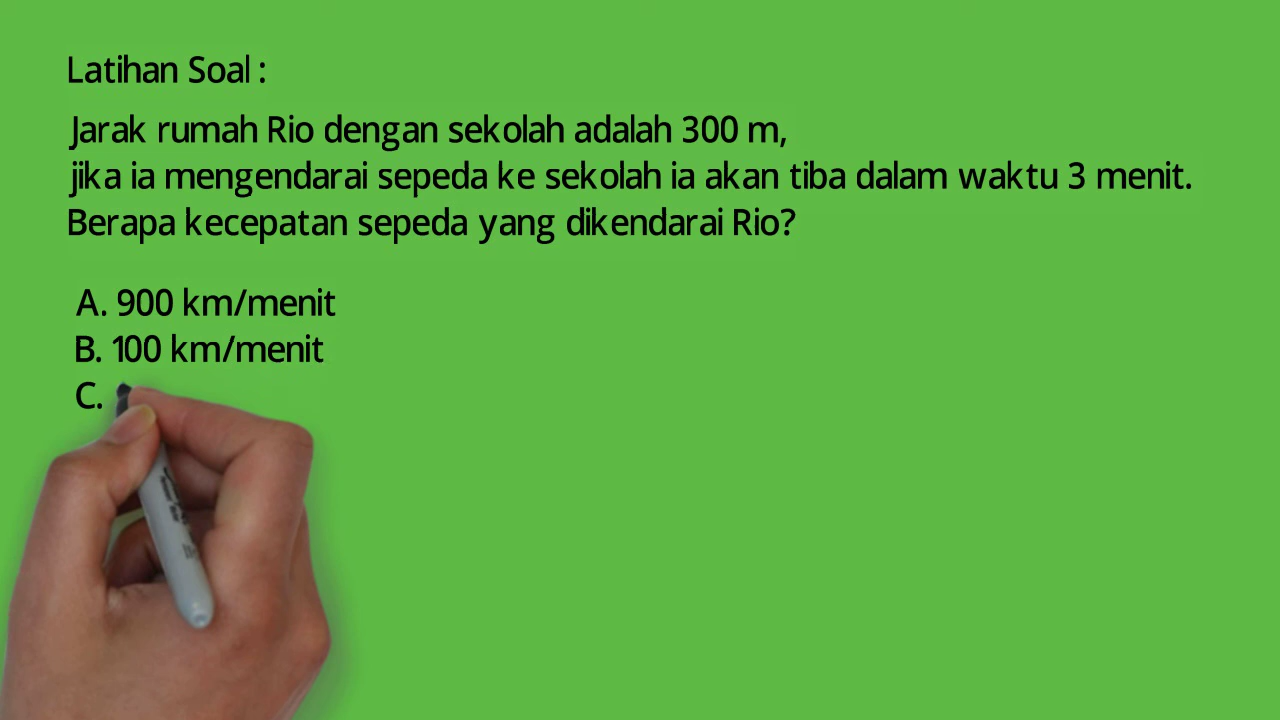 Latihan Soal :
Jarak rumah Rio dengan sekolah adalah 300 m,
jika ia mengendarai sepeda ke sekolah ia akan tiba dalam waktu 3 menit.
Berapa kecepatan sepeda yang dikendarai Rio?
A. 900 km/menit
B. 100 km/menit
C.